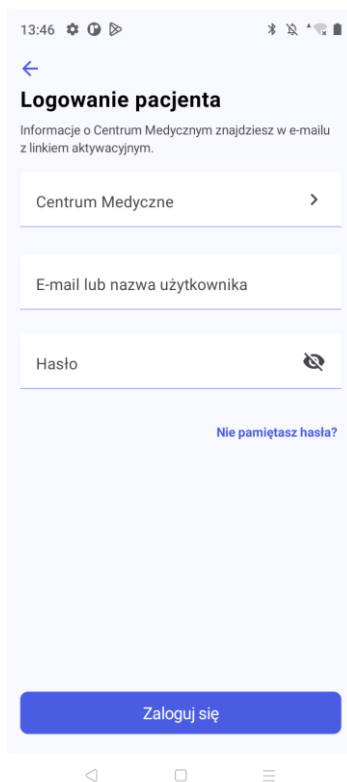 13:46
Logowanie pacjenta
Informacje o Centrum Medycznym znajdziesz w e-mailu
z linkiem aktywacyjnym.
Centrum Medyczne
E-mail lub nazwa użytkownika
Hasło
Nie pamiętasz hasła?
Zaloguj się